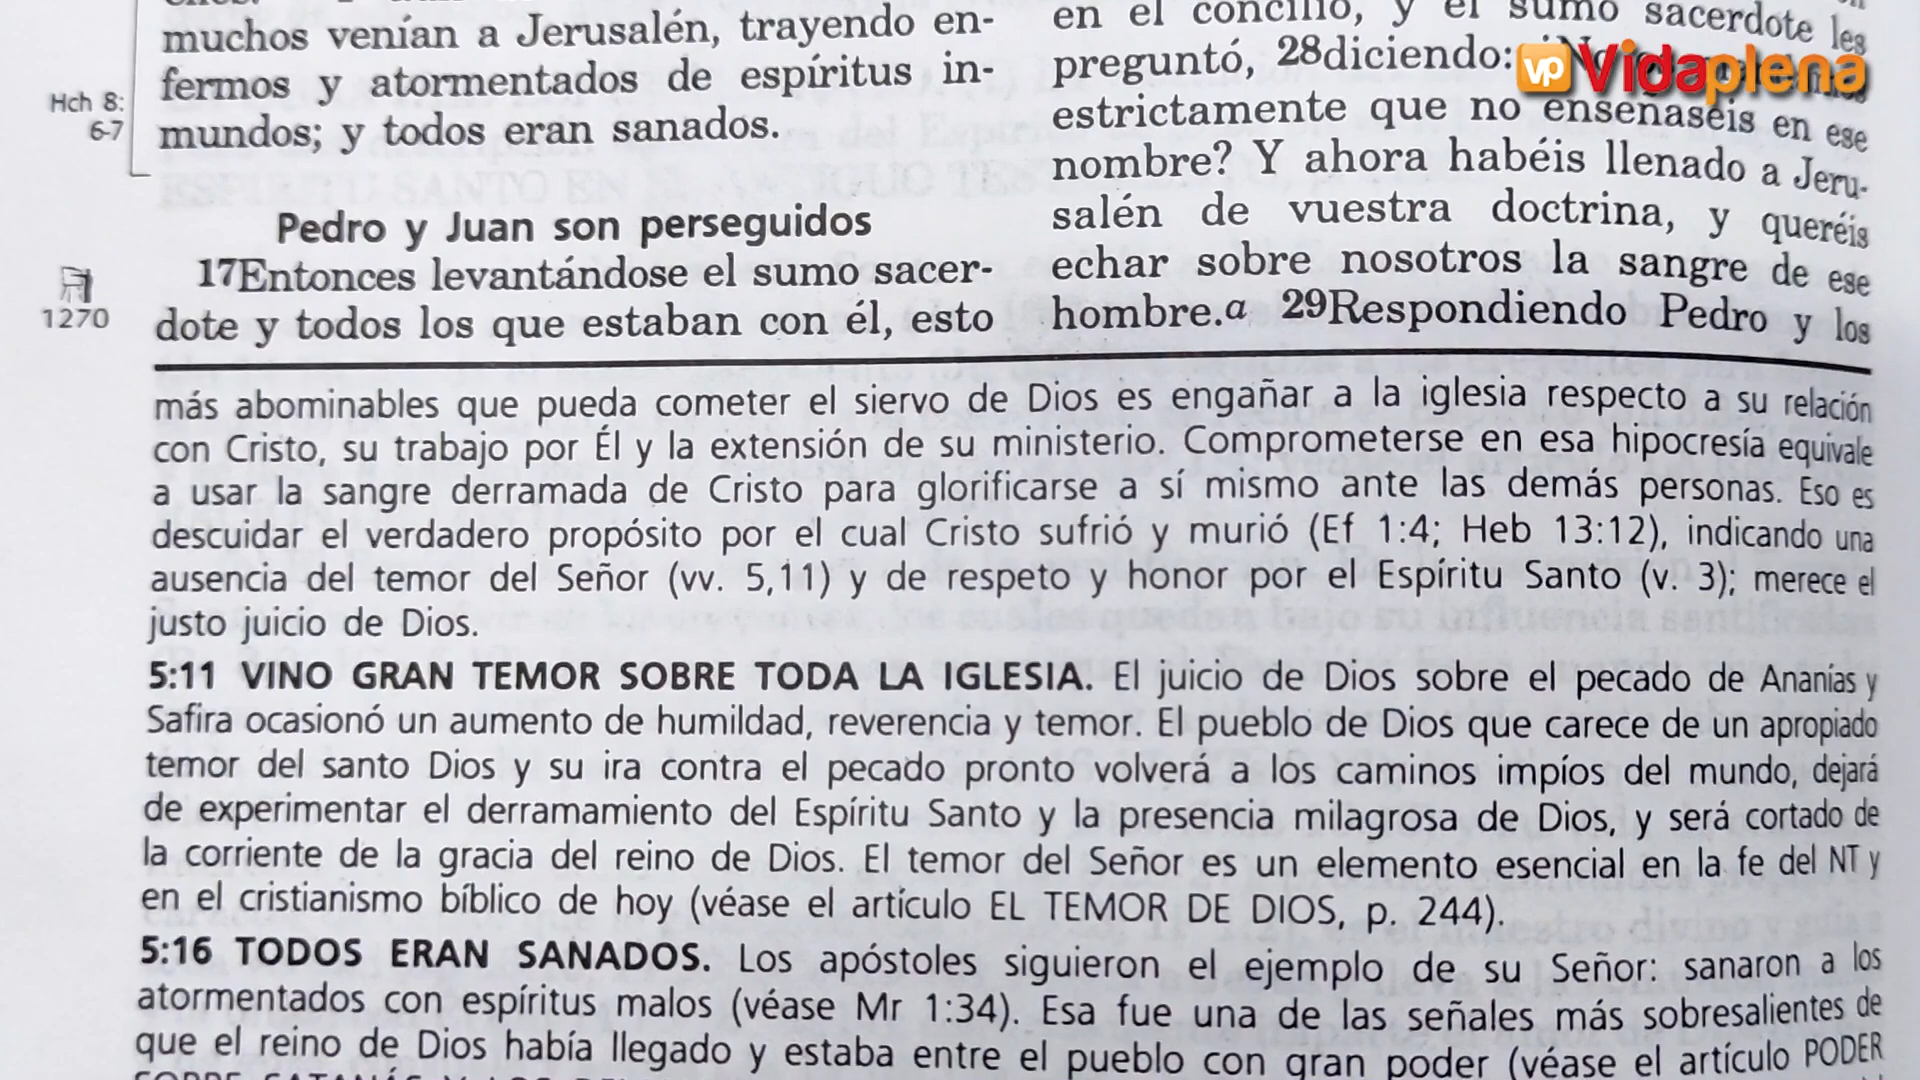 muchos venían a Jerusalén, trayendo en-
fermos y atormentados de espíritus in-
mundos; y todos eran sanados.
Hch 8:
6-7
Pedro y Juan son perseguidos
17Entonces levantándose el sumo sacer-
dote y todos los que estaban con él, esto
1270
en el concilio, y el sumo sacerdote les
preguntó, 28diciendo:
estrictamente que no enseñaseis en ese
nombre? Y ahora habéis llenado a Jeru-
salén de vuestra doctrina, y queréis
echar sobre nosotros la sangre de ese
hombre.a 29Respondiendo Pedro y los
vp Vidaplena
más abominables que pueda cometer el siervo de Dios es engañar a la iglesia respecto a su relación
con Cristo, su trabajo por Él y la extensión de su ministerio. Comprometerse en esa hipocresía equivale
a usar la sangre derramada de Cristo para glorificarse a sí mismo ante las demás personas. Eso es
descuidar el verdadero propósito por el cual Cristo sufrió y murió (Ef 1:4; Heb 13:12), indicando una
ausencia del temor del Señor (vv. 5,11) y de respeto y honor por el Espíritu Santo (v. 3); merece el
justo juicio de Dios.
5:11 VINO GRAN TEMOR SOBRE TODA LA IGLESIA. El juicio de Dios sobre el pecado de Ananías y
Safira ocasionó un aumento de humildad, reverencia y temor. El pueblo de Dios que carece de un apropiado
temor del santo Dios y su ira contra el pecado pronto volverá a los caminos impíos del mundo, dejará
de experimentar el derramamiento del Espíritu Santo y la presencia milagrosa de Dios, y será cortado de
la corriente de la gracia del reino de Dios. El temor del Señor es un elemento esencial en la fe del NT y
en el cristianismo bíblico de hoy (véase el artículo EL TEMOR DE DIOS, p. 244).
5:16 TODOS ERAN SANADOS. Los apóstoles siguieron el ejemplo de su Señor: sanaron a los
atormentados con espíritus malos (véase Mr 1:34). Esa fue una de las señales más sobresalientes de
que el reino de Dios había llegado y estaba entre el pueblo con gran poder (véase el artículo PODER